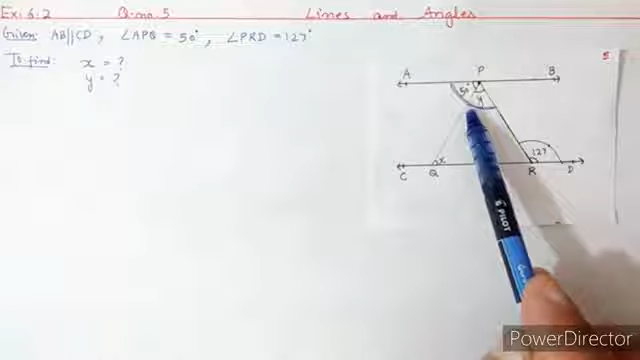 Ex: 6.2 Q. no. 5 Lines and Angles
Given: AB||CD, ∠APQ = 50°, ∠PRD = 127°
To find: x = ?
y = ?
5
A P B
50° y
x 127°
C Q R D
PILOT
PowerDirector